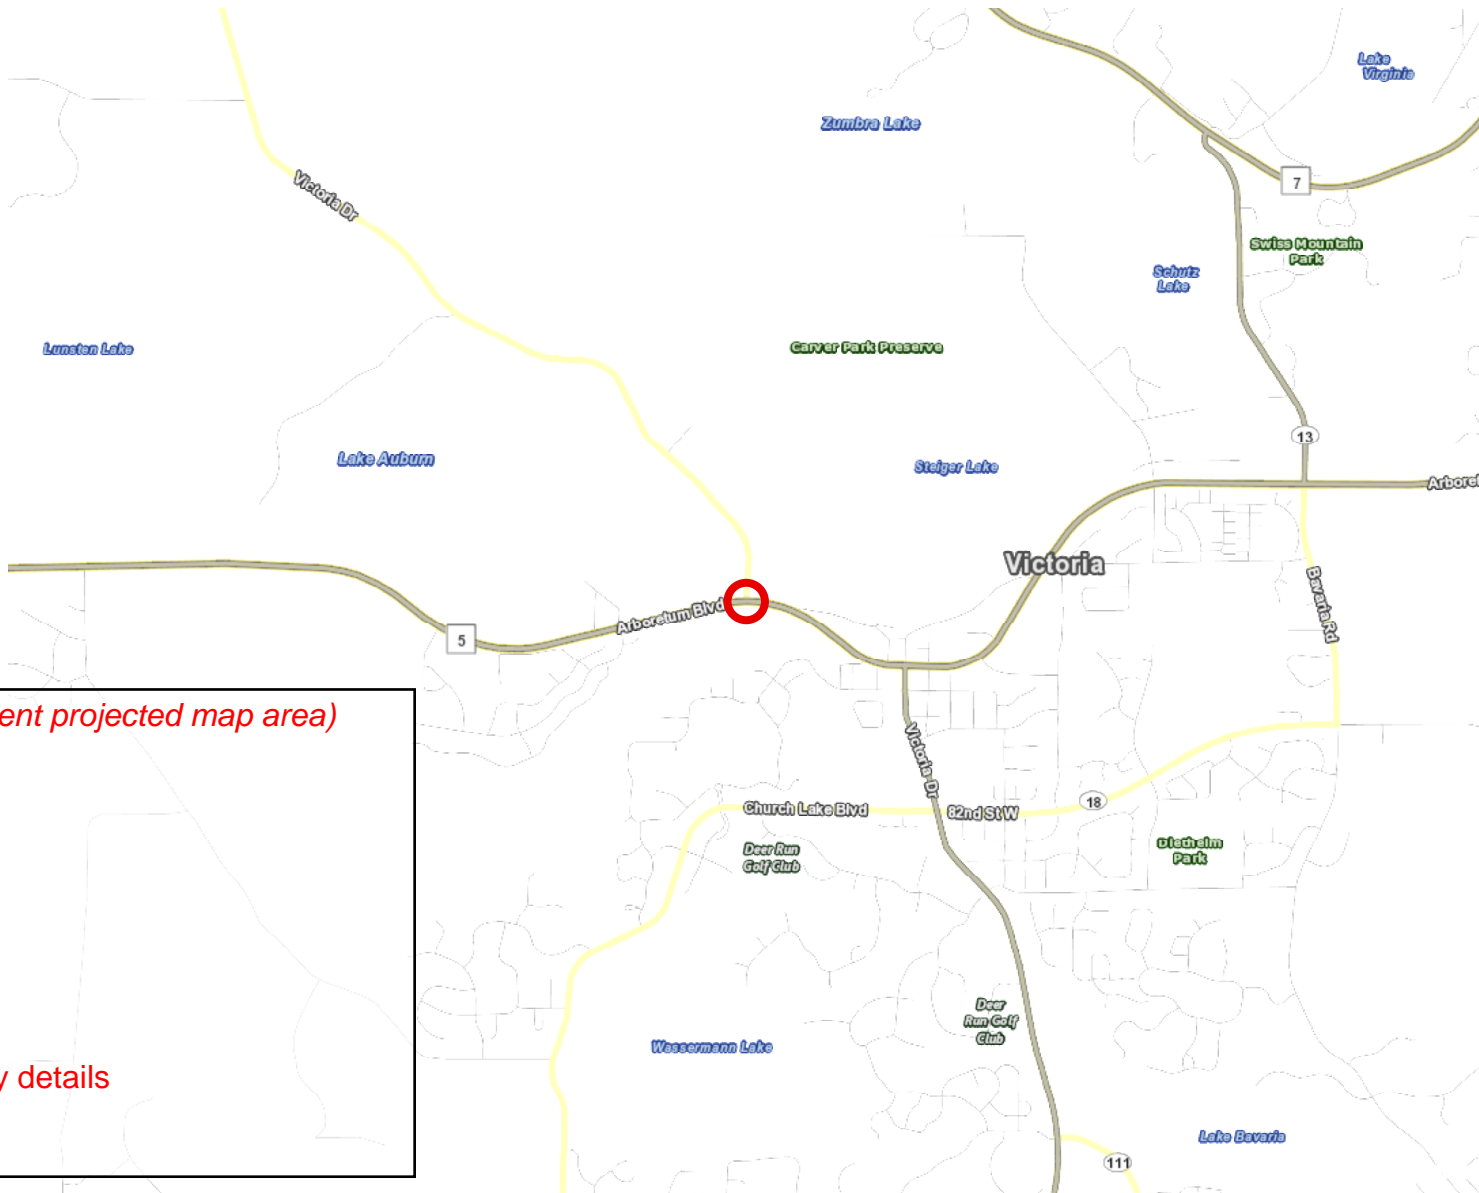 Lake
Virginia
Zumbra Lake
7
Victoria Dr
Swiss Mountain
Park
Schutz
Lake
Lunsten Lake
Carver Park Preserve
13
Lake Auburn
Steiger Lake
Arboret
Victoria
Bavaria Rd
Arboretum Blvd
5
ent projected map area)
Victoria Dr
18
Church Lake Blvd
82nd St W
Deer Run
Golf Club
Diethelm
Park
Deer
Run Golf
Club
Wassermann Lake
y details
Lake Bavaria
111